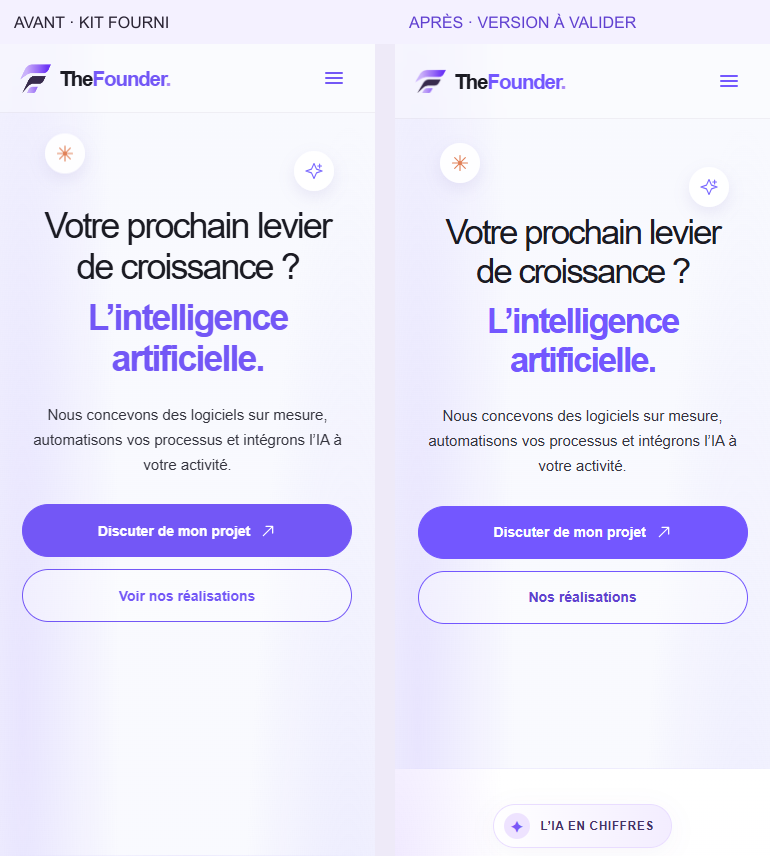 AVANT · KIT FOURNI
TheFounder.
Votre prochain levier
de croissance ?
L’intelligence
artificielle.
Nous concevons des logiciels sur mesure,
automatisons vos processus et intégrons l’IA à
votre activité.
Discuter de mon projet
Voir nos réalisations
APRÈS · VERSION À VALIDER
TheFounder.
Votre prochain levier
de croissance ?
L’intelligence
artificielle.
Nous concevons des logiciels sur mesure,
automatisons vos processus et intégrons l’IA à
votre activité.
Discuter de mon projet
Nos réalisations
L’IA EN CHIFFRES